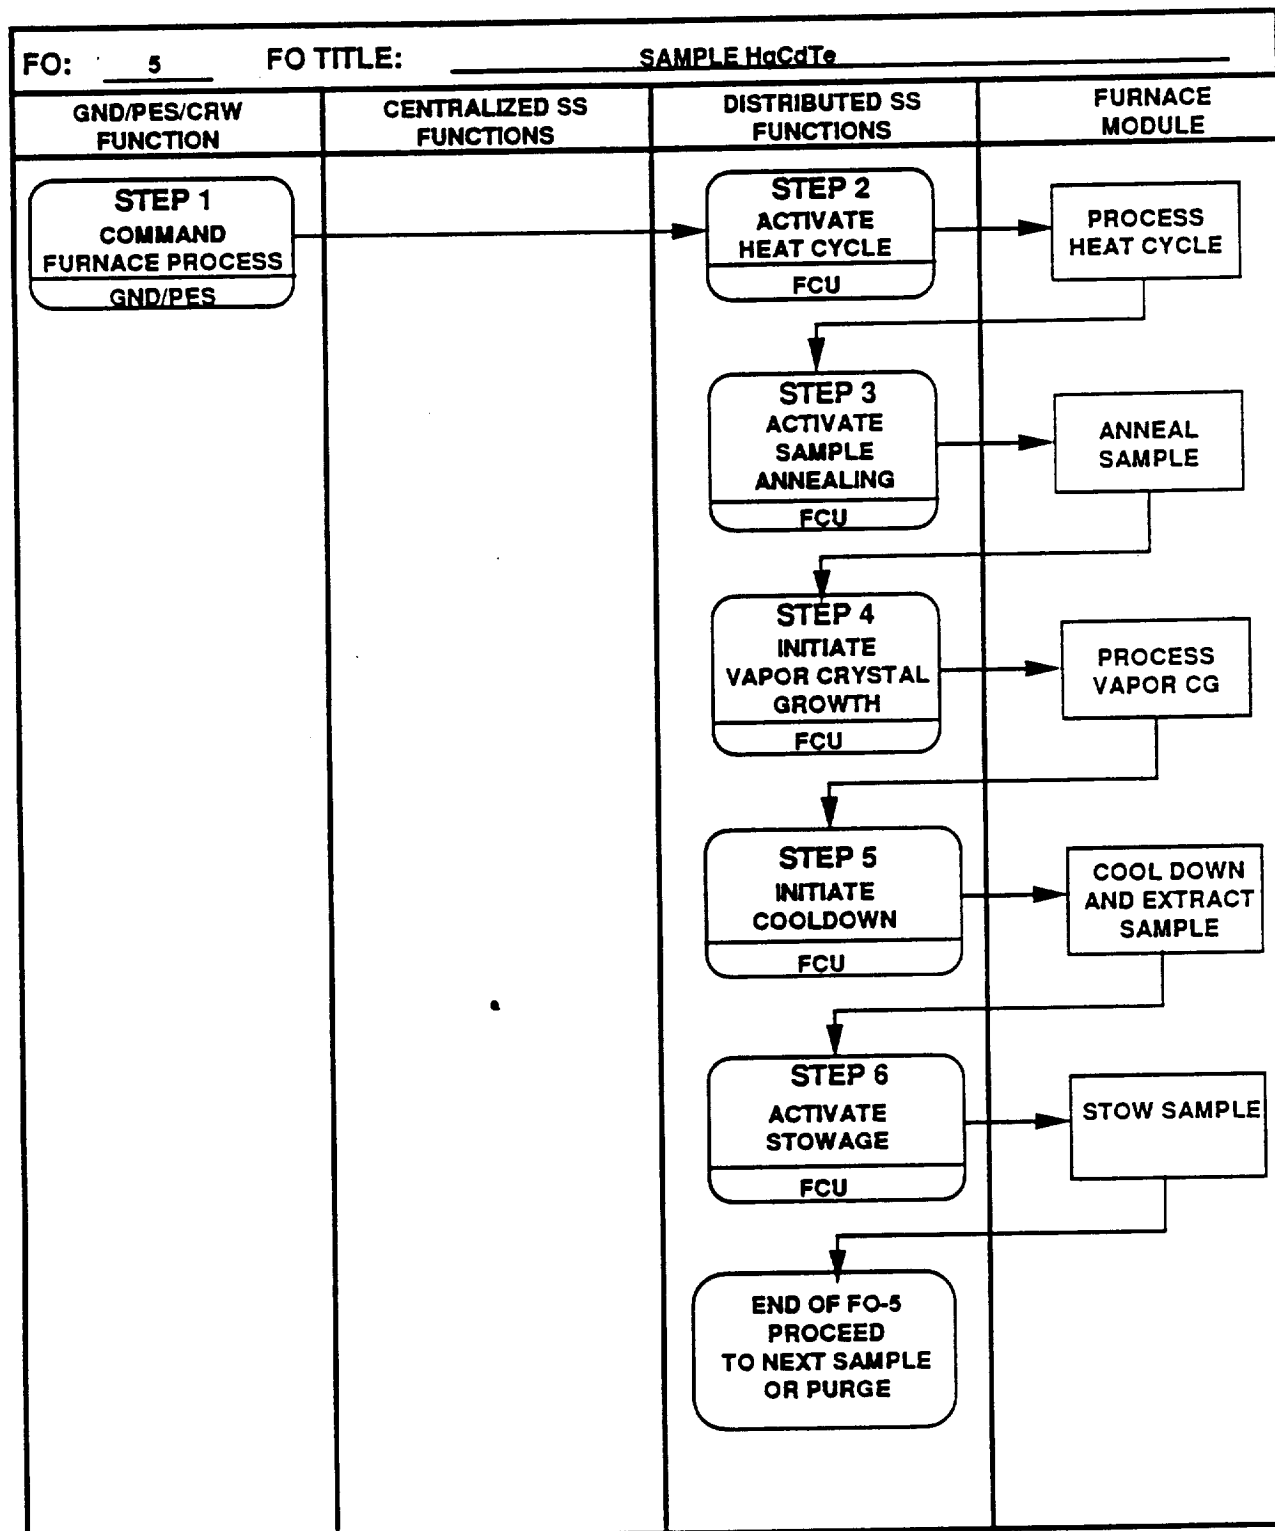 FO: 5 FO TITLE: SAMPLE HgCdTe
GND/PES/CRW
FUNCTION
CENTRALIZED SS
FUNCTIONS
DISTRIBUTED SS
FUNCTIONS
FURNACE
MODULE
STEP 1
COMMAND
FURNACE PROCESS
GND/PES
STEP 2
ACTIVATE
HEAT CYCLE
FCU
PROCESS
HEAT CYCLE
STEP 3
ACTIVATE
SAMPLE
ANNEALING
FCU
ANNEAL
SAMPLE
STEP 4
INITIATE
VAPOR CRYSTAL
GROWTH
FCU
PROCESS
VAPOR CG
STEP 5
INITIATE
COOLDOWN
FCU
COOL DOWN
AND EXTRACT
SAMPLE
STEP 6
ACTIVATE
STOWAGE
FCU
STOW SAMPLE
END OF FO-5
PROCEED
TO NEXT SAMPLE
OR PURGE